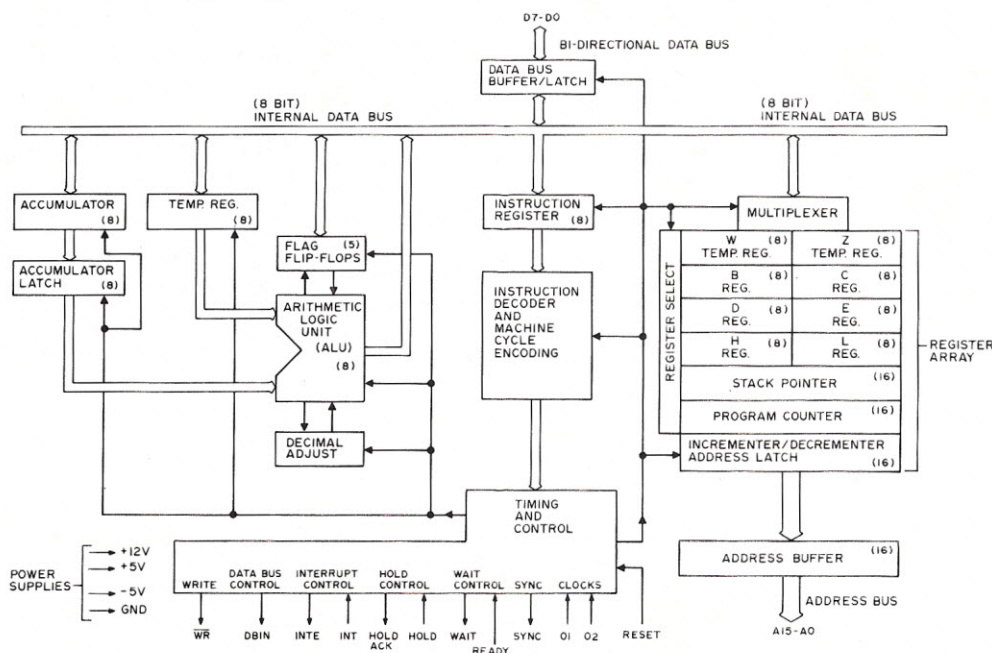 D7-D0
BI-DIRECTIONAL DATA BUS
DATA BUS
BUFFER/LATCH
(8 BIT)
INTERNAL DATA BUS
(8 BIT)
INTERNAL DATA BUS
ACCUMULATOR
(8)
TEMP. REG.
(8)
INSTRUCTION
REGISTER
(8)
MULTIPLEXER
ACCUMULATOR
LATCH
(8)
FLAG (5)
FLIP-FLOPS
ARITHMETIC
LOGIC
UNIT
(ALU)
(8)
DECIMAL
ADJUST
INSTRUCTION
DECODER
AND
MACHINE
CYCLE
ENCODING
REGISTER SELECT
W (8)
TEMP. REG.
Z (8)
TEMP. REG.
B (8)
REG.
C (8)
REG.
D (8)
REG.
E (8)
REG.
H (8)
REG.
L (8)
REG.
STACK POINTER (16)
PROGRAM COUNTER (16)
INCREMENTER/DECREMENTER
ADDRESS LATCH (16)
REGISTER
ARRAY
TIMING
AND
CONTROL
ADDRESS BUFFER (16)
ADDRESS BUS
A15-A0
POWER
SUPPLIES
+12V
+5V
-5V
GND
WRITE
DATA BUS
CONTROL
INTERRUPT
CONTROL
HOLD
CONTROL
WAIT
CONTROL
SYNC
CLOCKS
WR
DBIN
INTE
INT
HOLD
ACK
HOLD
WAIT
READY
SYNC
O1
O2
RESET